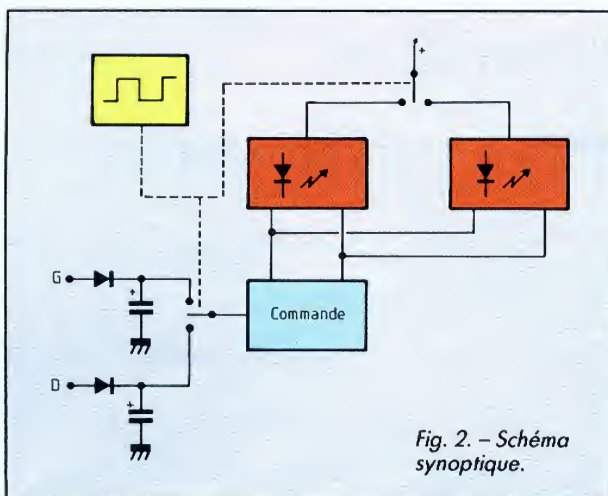 +
G
+
Commande
D
+
Fig. 2. – Schéma
synoptique.